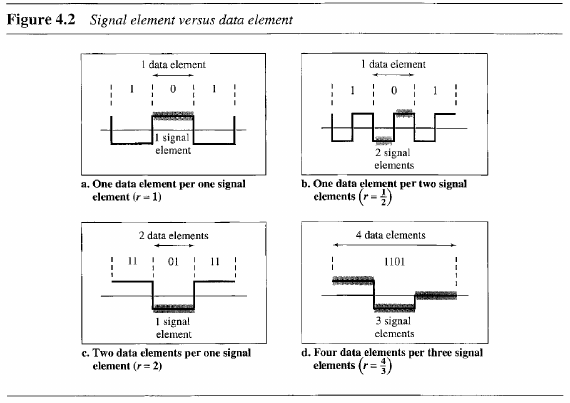 Figure 4.2 Signal element versus data element
1 data element
1 0 1
1 signal
element
a. One data element per one signal
element (r = 1)
1 data element
1 0 1
2 signal
elements
b. One data element per two signal
elements (r = 1/2)
2 data elements
11 01 11
1 signal
element
c. Two data elements per one signal
element (r = 2)
4 data elements
1101
3 signal
elements
d. Four data elements per three signal
elements (r = 4/3)